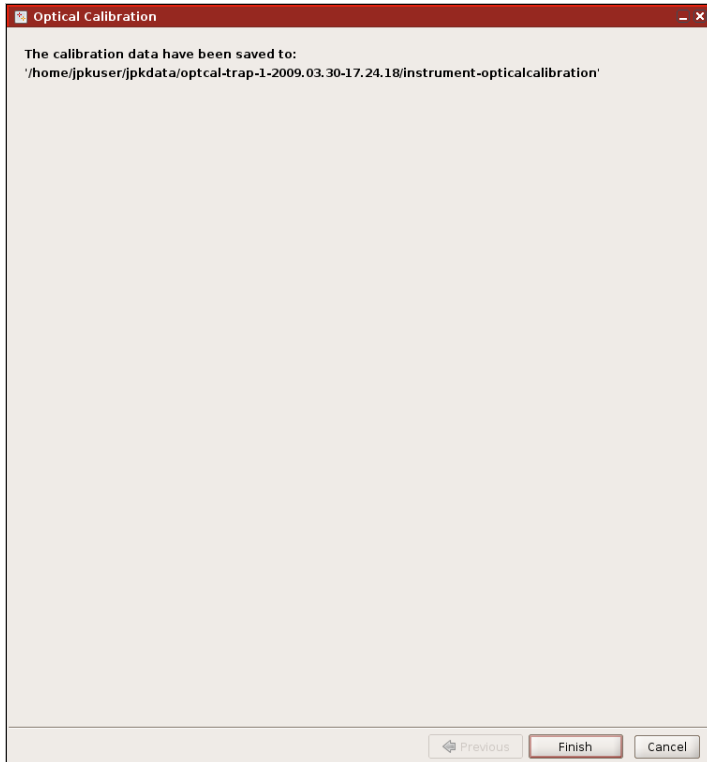 Optical Calibration
The calibration data have been saved to:
'/home/jpkuser/jpkdata/optcal-trap-1-2009.03.30-17.24.18/instrument-opticalcalibration'
Previous Finish Cancel